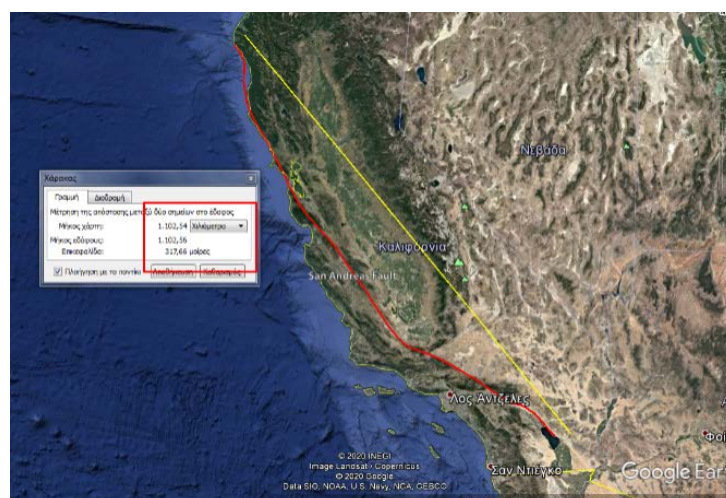 Χάρακας
Γραμμή Διαδρομή
Μέτρηση της απόστασης μεταξύ δύο σημείων στο έδαφος
Μήκος χάρτη: 1.102,54 Χιλιόμετρα
Μήκος εδάφους: 1.102,56
Επικεφαλίδα: 317,66 μοίρες
Πλοήγηση με το ποντίκι Αποθήκευση Καθαρισμός
Νεβάδα
Καλιφόρνια
San Andreas Fault
Λος Άντζελες
Σαν Ντιέγκο
© 2020 INEGI
Image Landsat / Copernicus
© 2020 Google
Data SIO, NOAA, U.S. Navy, NGA, GEBCO
Google Ear